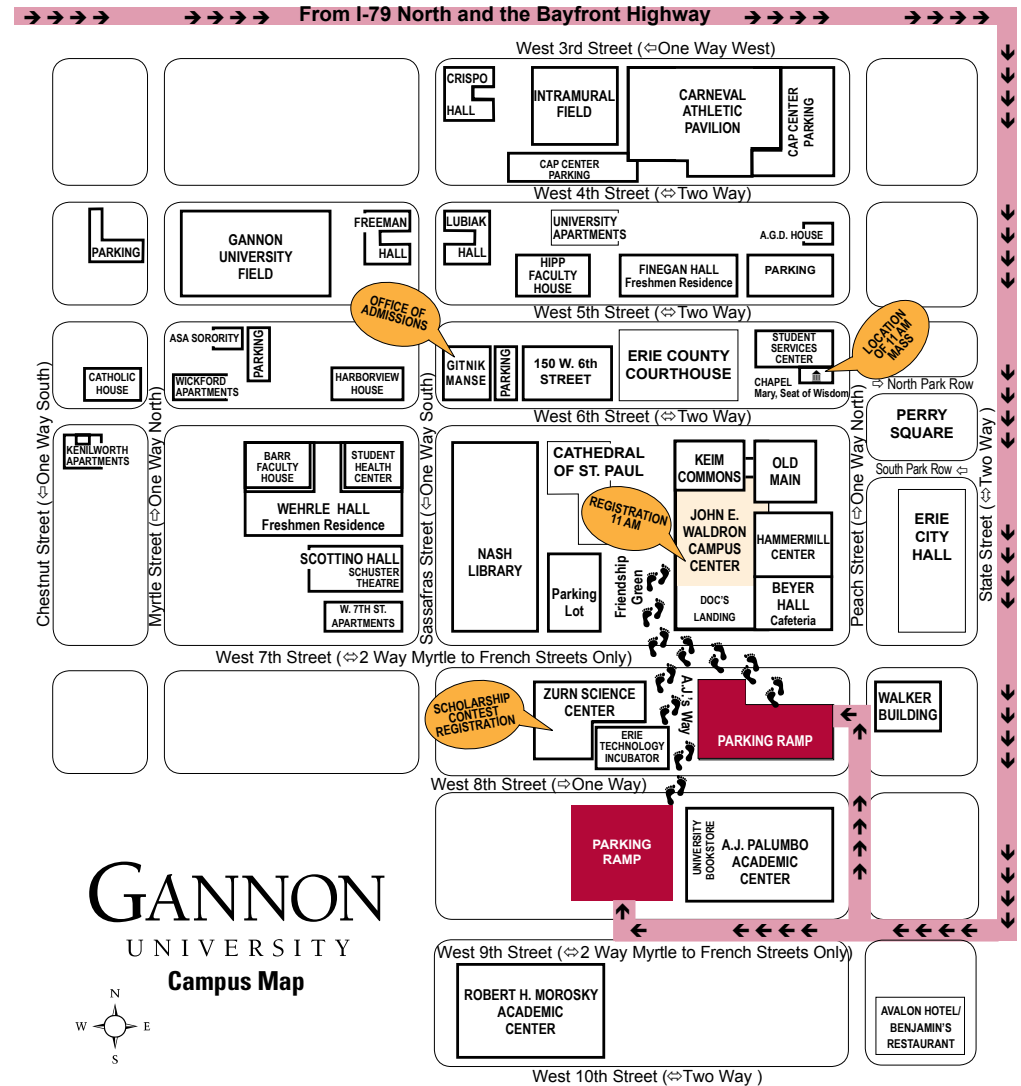 From I-79 North and the Bayfront Highway
West 3rd Street (⇦One Way West)
CRISPO
HALL
INTRAMURAL
FIELD
CARNEVAL
ATHLETIC
PAVILION
CAP CENTER
PARKING
CAP CENTER
PARKING
West 4th Street (⇔Two Way)
PARKING
GANNON
UNIVERSITY
FIELD
FREEMAN
HALL
LUBIAK
HALL
UNIVERSITY
APARTMENTS
A.G.D. HOUSE
HIPP
FACULTY
HOUSE
FINEGAN HALL
Freshmen Residence
PARKING
OFFICE OF
ADMISSIONS
West 5th Street (⇔Two Way)
LOCATION
OF 11 AM
MASS
CATHOLIC
HOUSE
ASA SORORITY
PARKING
WICKFORD
APARTMENTS
HARBORVIEW
HOUSE
GITNIK
MANSE
PARKING
150 W. 6th
STREET
ERIE COUNTY
COURTHOUSE
STUDENT
SERVICES
CENTER
CHAPEL
Mary, Seat of Wisdom
⇨ North Park Row
West 6th Street (⇔Two Way)
PERRY
SQUARE
South Park Row ⇦
KENILWORTH
APARTMENTS
BARR
FACULTY
HOUSE
STUDENT
HEALTH
CENTER
WEHRLE HALL
Freshmen Residence
SCOTTINO HALL
SCHUSTER
THEATRE
W. 7TH ST.
APARTMENTS
NASH
LIBRARY
CATHEDRAL
OF ST. PAUL
REGISTRATION
11 AM
Parking
Lot
Friendship
Green
KEIM
COMMONS
OLD
MAIN
JOHN E.
WALDRON
CAMPUS
CENTER
HAMMERMILL
CENTER
DOC'S
LANDING
BEYER
HALL
Cafeteria
ERIE
CITY
HALL
Chestnut Street (⇩One Way South)
Myrtle Street (⇧One Way North)
Sassafras Street (⇩One Way South)
Peach Street (⇧One Way North)
State Street (⇕Two Way )
West 7th Street (⇔2 Way Myrtle to French Streets Only)
SCHOLARSHIP
CONTEST
REGISTRATION
ZURN SCIENCE
CENTER
ERIE
TECHNOLOGY
INCUBATOR
A.J.'s Way
PARKING RAMP
WALKER
BUILDING
West 8th Street (⇨One Way)
PARKING
RAMP
UNIVERSITY
BOOKSTORE
A.J. PALUMBO
ACADEMIC
CENTER
GANNON
UNIVERSITY
Campus Map
N
W
E
S
West 9th Street (⇔2 Way Myrtle to French Streets Only)
ROBERT H. MOROSKY
ACADEMIC
CENTER
AVALON HOTEL/
BENJAMIN'S
RESTAURANT
West 10th Street (⇔Two Way )